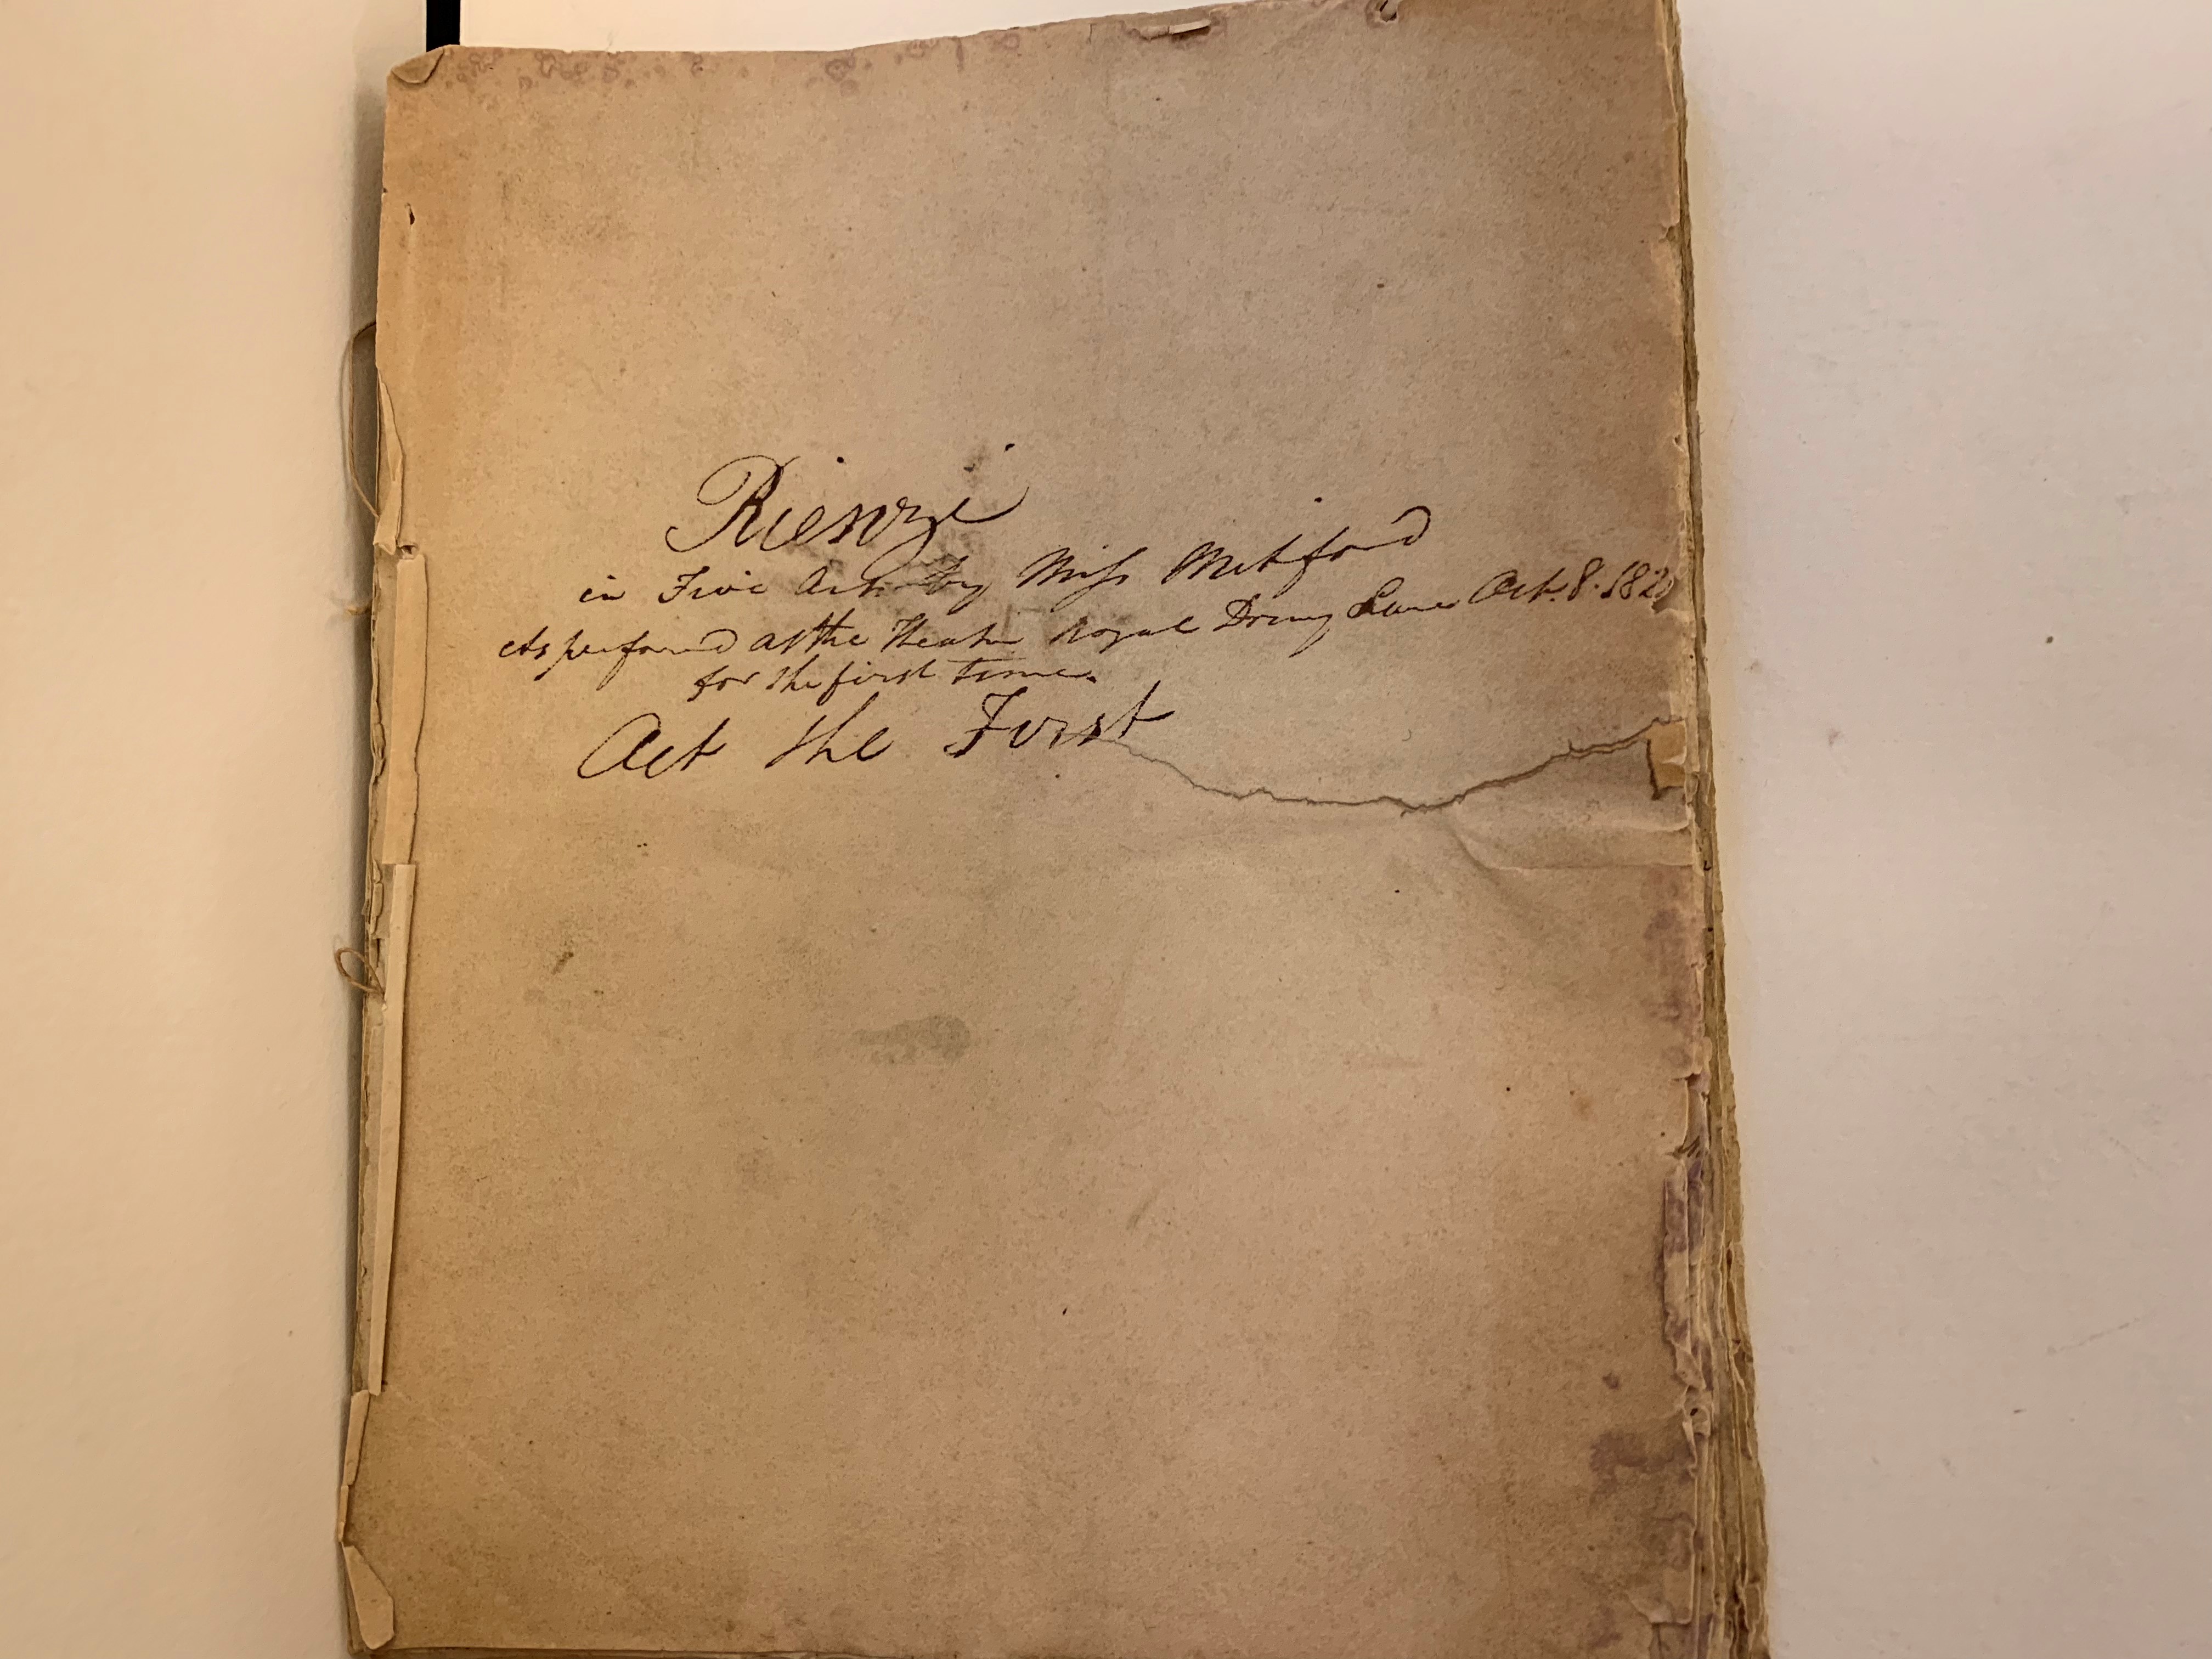 Rienzi
in Five Acts by Miss Mitford
As performed at the Theatre Royal Drury Lane Oct. 8. 182
for the first time.
Act the First